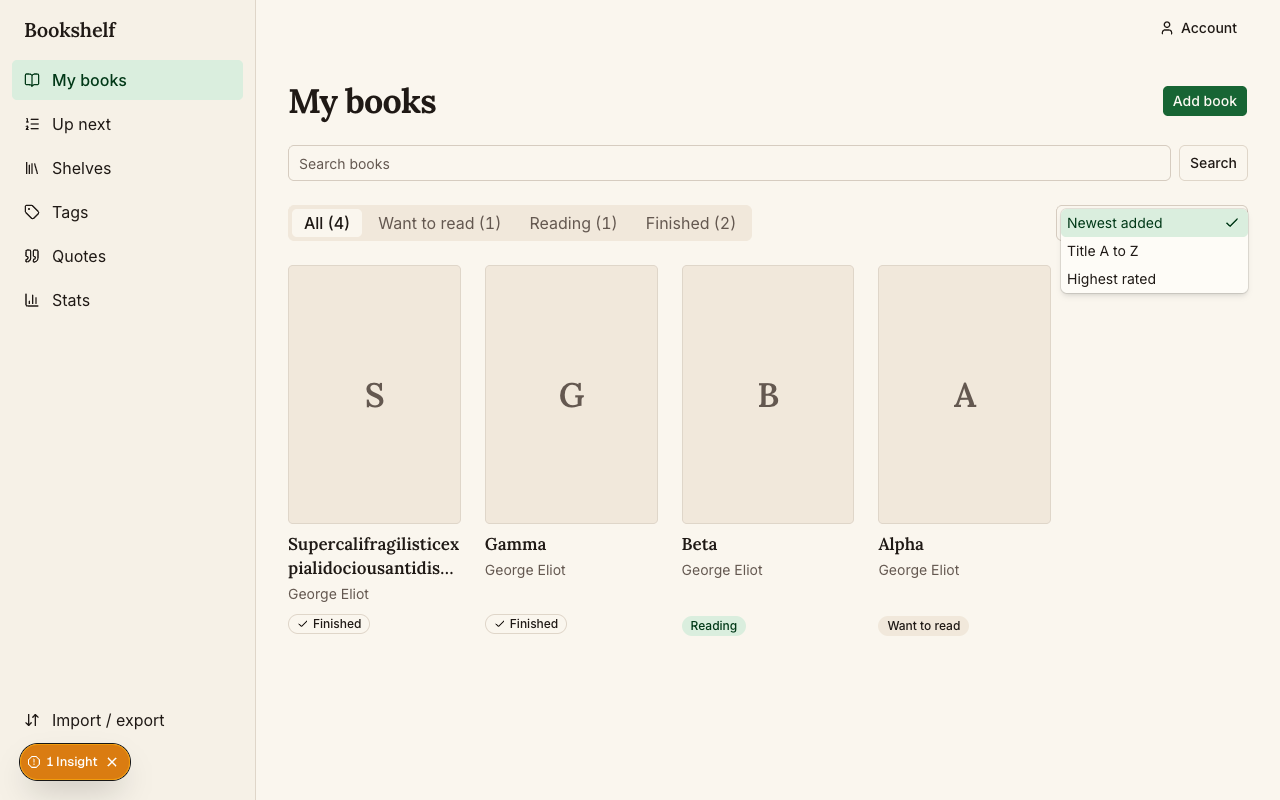 Bookshelf
Account
My books
Up next
Shelves
Tags
Quotes
Stats
Import / export
1 Insight
My books
Add book
Search books
Search
All (4)
Want to read (1)
Reading (1)
Finished (2)
Newest added
Title A to Z
Highest rated
S
Supercalifragilisticex
pialidociousantidis…
George Eliot
Finished
G
Gamma
George Eliot
Finished
B
Beta
George Eliot
Reading
A
Alpha
George Eliot
Want to read